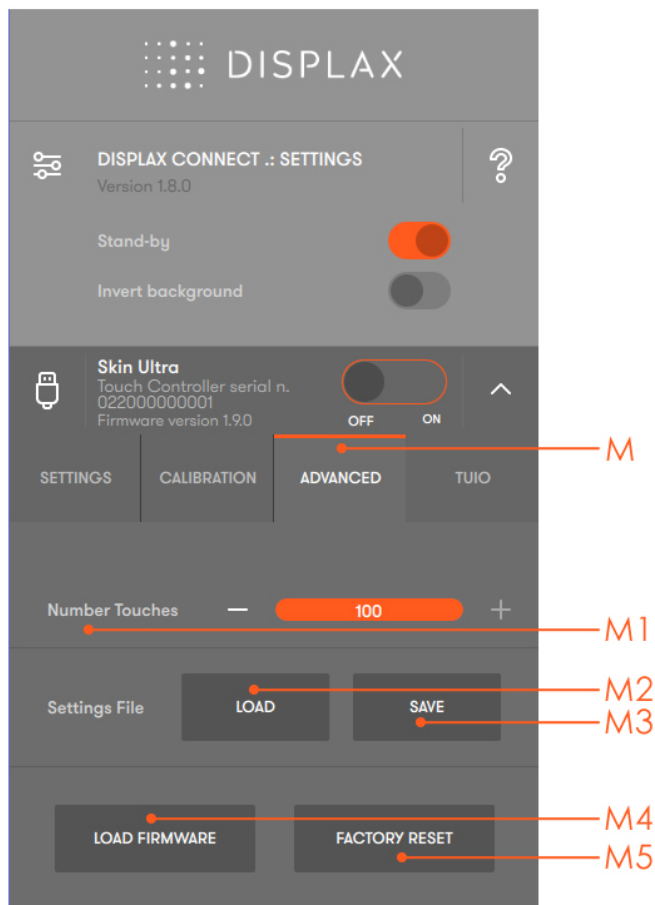 DISPLAX
DISPLAX CONNECT .: SETTINGS
Version 1.8.0
Stand-by
Invert background
Skin Ultra
Touch Controller serial n.
022000000001
Firmware version 1.9.0
OFF ON
M
SETTINGS CALIBRATION ADVANCED TUIO
Number Touches — 100 +
M1
M2
Settings File LOAD SAVE
M3
M4
LOAD FIRMWARE FACTORY RESET
M5